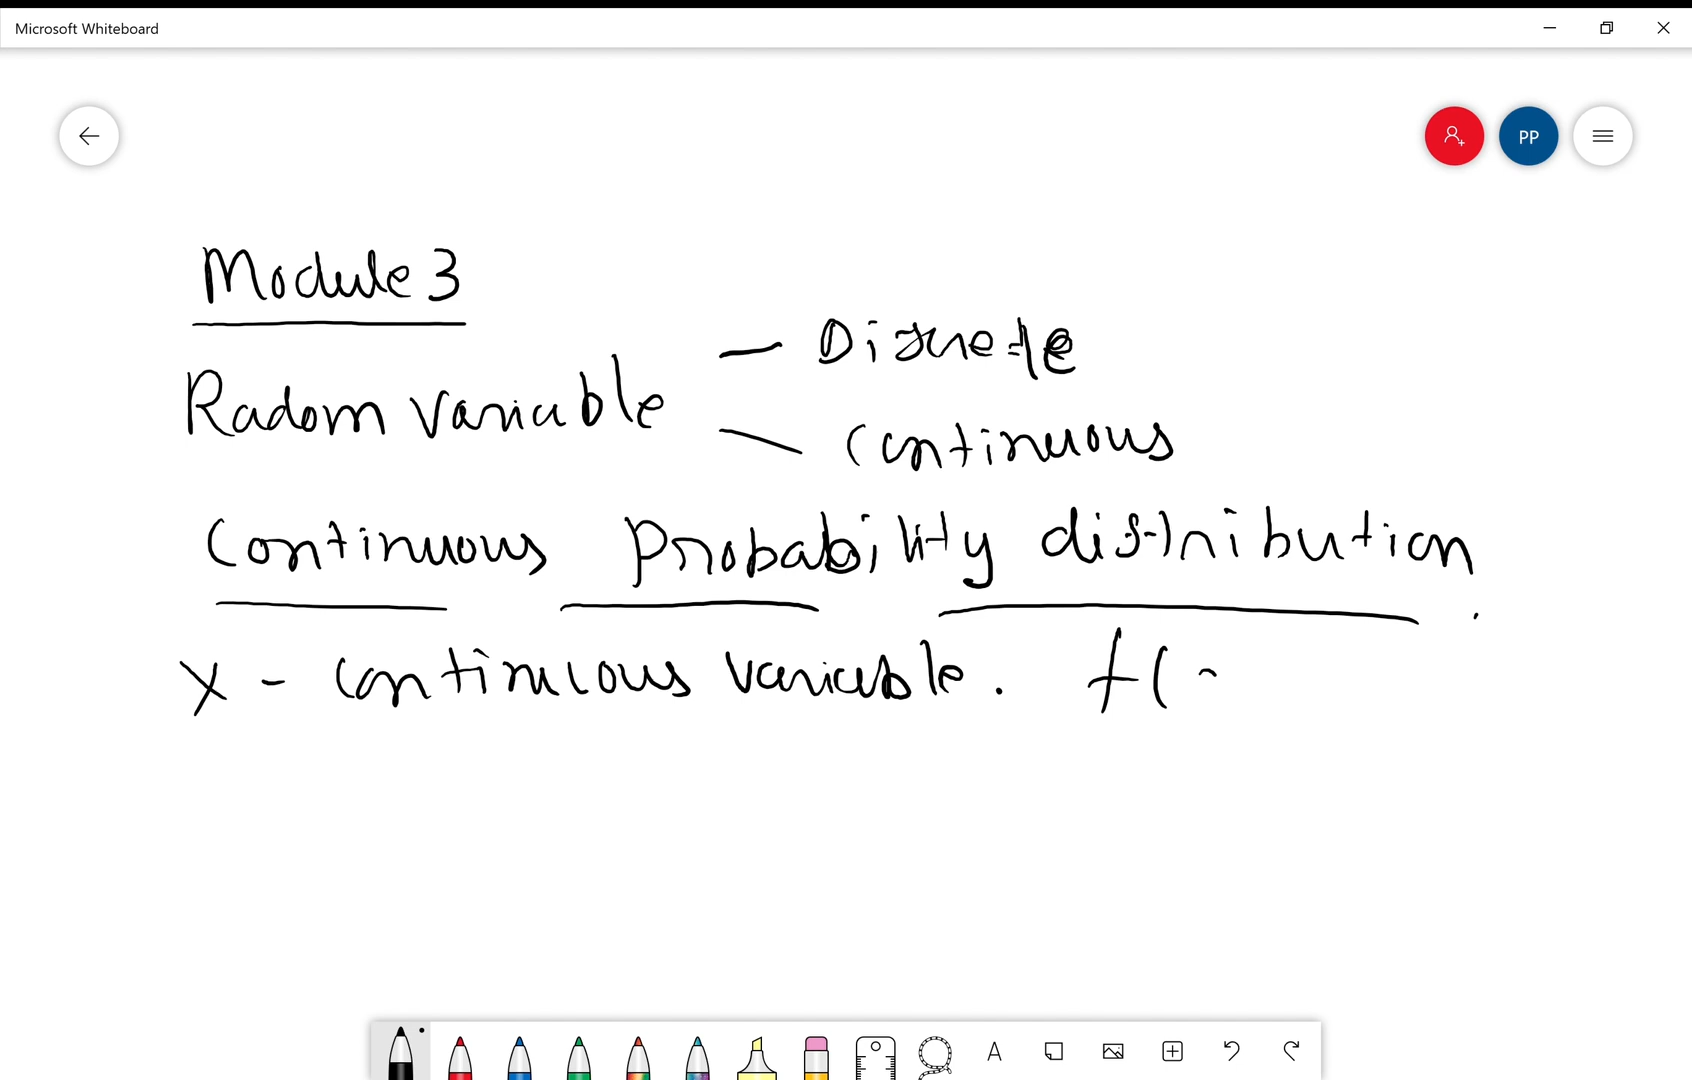 Microsoft Whiteboard
PP
Module 3
Radom variable - Discrete
- Continuous
Continuous Probability distribution.
x - continuous variable. f(
A